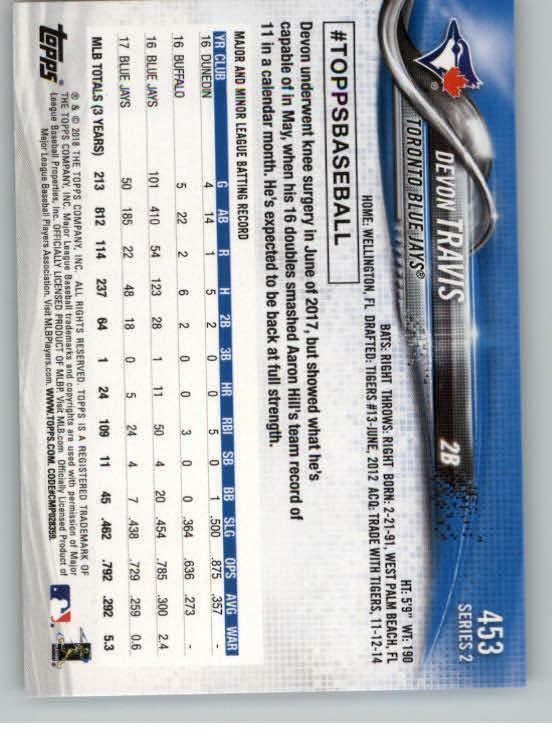 453
SERIES 2
DEVON TRAVIS 2B
TORONTO BLUE JAYS®
HT: 5'9" WT: 190
BATS: RIGHT THROWS: RIGHT BORN: 2-21-91, WEST PALM BEACH, FL
HOME: WELLINGTON, FL DRAFTED: TIGERS #13-JUNE, 2012 ACQ: TRADE WITH TIGERS, 11-12-14
#TOPPSBASEBALL
Devon underwent knee surgery in June of 2017, but showed what he's
capable of in May, when his 16 doubles smashed Aaron Hill's team record of
11 in a calendar month. He's expected to be back at full strength.
MAJOR AND MINOR LEAGUE BATTING RECORD
YR CLUB G AB R H 2B 3B HR RBI SB BB SLG OPS AVG WAR
16 DUNEDIN 4 14 1 5 2 0 0 5 0 1 .500 .875 .357 -
16 BUFFALO 5 22 2 6 2 0 0 3 0 0 .364 .636 .273 -
16 BLUE JAYS 101 410 54 123 28 1 11 50 4 20 .454 .785 .300 2.4
17 BLUE JAYS 50 185 22 48 18 0 5 24 4 7 .438 .729 .259 0.6
MLB TOTALS (3 YEARS) 213 812 114 237 64 1 24 109 11 45 .462 .792 .292 5.3
topps®
® & © 2018 THE TOPPS COMPANY, INC. ALL RIGHTS RESERVED. TOPPS IS A REGISTERED TRADEMARK OF
THE TOPPS COMPANY, INC. Major League Baseball trademarks and copyrights are used with permission of Major
League Baseball Properties, Inc. OFFICIALLY LICENSED PRODUCT OF MLBP. Visit MLB.com Officially Licensed Product of
Major League Baseball Players Association. Visit MLBPlayers.com. WWW.TOPPS.COM. CODE#CMP028359.